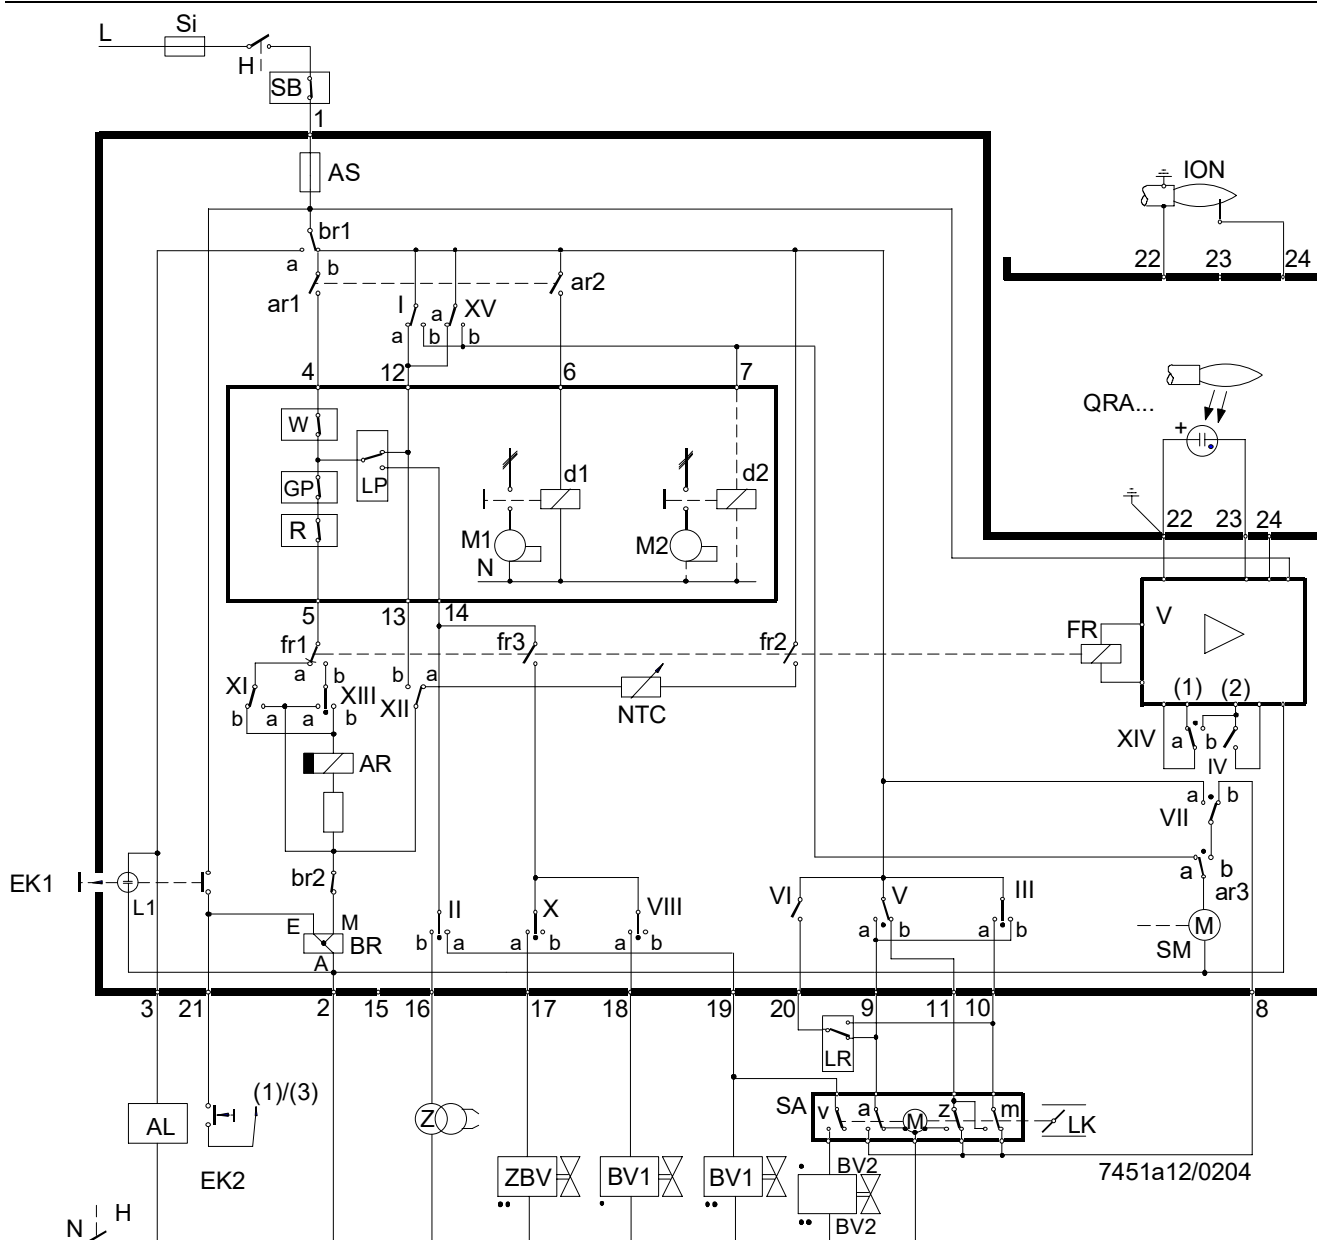 L
Si
H
SB
1
AS
ION
br1
22 23 24
a b
ar1
I
a XV
ar2
a b b
4 12 6 7
QRA...
+
W
d1 d2
GP LP
22 23 24
R
M1
M2
N
5 13 14
V
fr1 fr3 fr2 FR
a b b a
XI XIII XII
NTC
(1) (2)
b a a b
XIV a b
AR
IV
a b
VII
EK1
L1
br2
a b
ar3
VI V III
E M
BR
II X VIII
M
b a a b a b
a b a b
SM
A
3 21 2 15 16 17 18 19 20 9 11 10 8
LR
(1)/(3)
SA v a M z m
LK
AL
Z
EK2
ZBV BV1 BV1 BV2
7451a12/0204
H
N
BV2